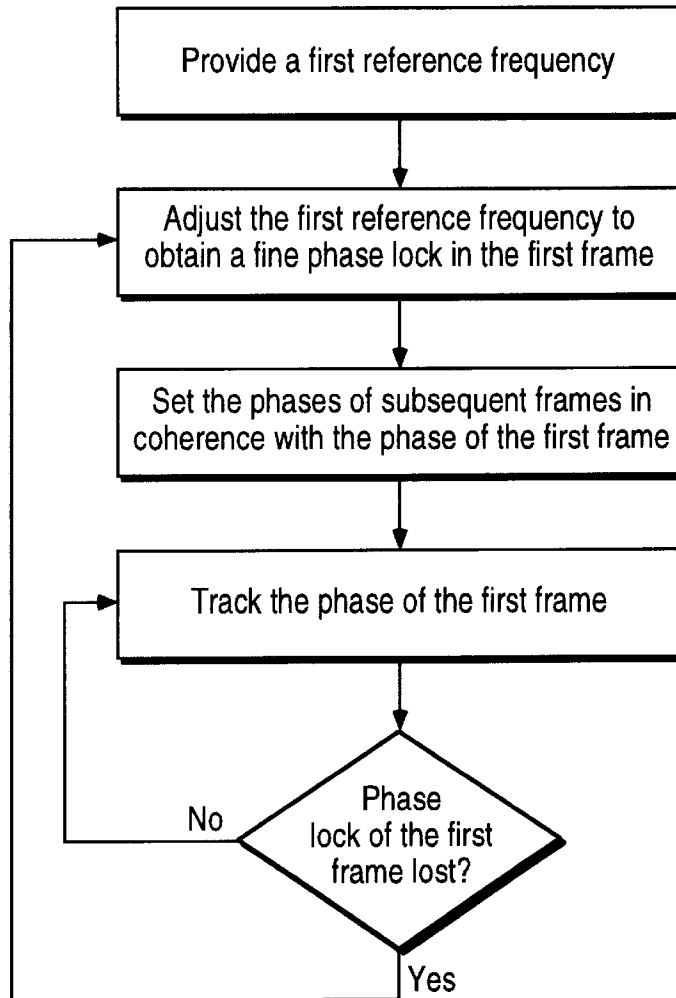 Provide a first reference frequency
Adjust the first reference frequency to
obtain a fine phase lock in the first frame
Set the phases of subsequent frames in
coherence with the phase of the first frame
Track the phase of the first frame
Phase
lock of the first
frame lost?
No
Yes